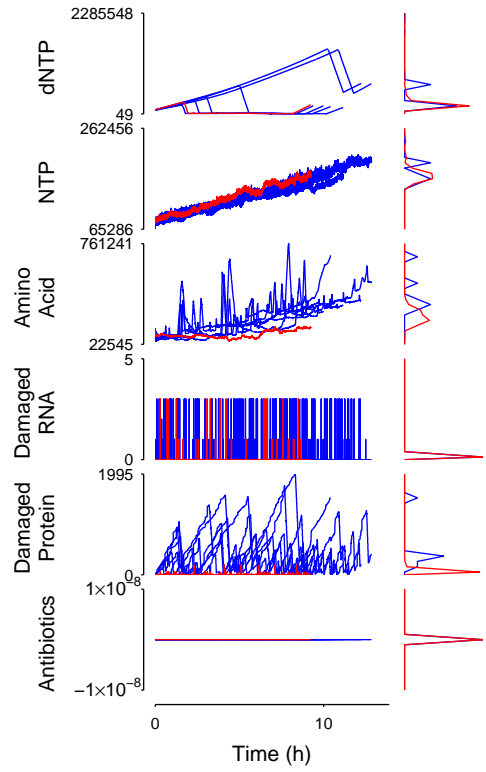 2285548
dNTP
49
262456
NTP
65286
761241
Amino
Acid
22545
5
Damaged
RNA
0
1995
Damaged
Protein
0
1×10⁻⁸
Antibiotics
−1×10⁻⁸
0 10
Time (h)